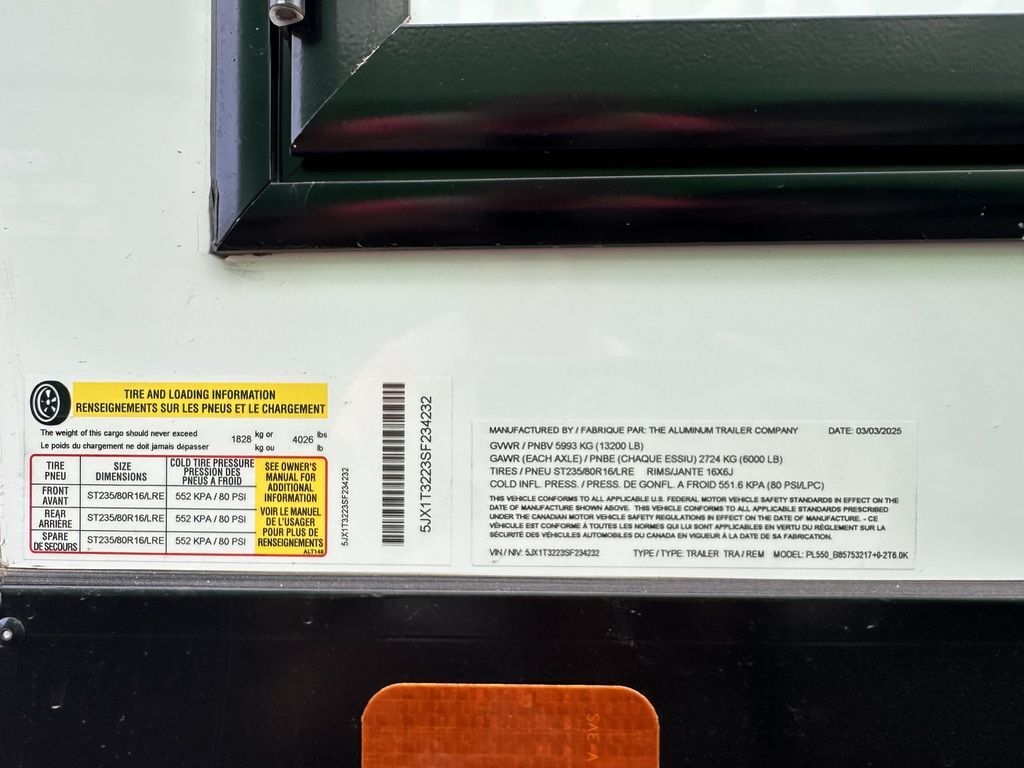 TIRE AND LOADING INFORMATION
RENSEIGNEMENTS SUR LES PNEUS ET LE CHARGEMENT
The weight of this cargo should never exceed 1828 kg or 4026 lbs
Le poids du chargement ne doit jamais dépasser kg ou lb
TIRE PNEU SIZE DIMENSIONS COLD TIRE PRESSURE PRESSION DES PNEUS À FROID
FRONT AVANT ST235/80R16/LRE 552 KPA / 80 PSI
REAR ARRIÈRE ST235/80R16/LRE 552 KPA / 80 PSI
SPARE DE SECOURS ST235/80R16/LRE 552 KPA / 80 PSI
SEE OWNER'S
MANUAL FOR
ADDITIONAL
INFORMATION
VOIR LE MANUEL
DE L'USAGER
POUR PLUS DE
RENSEIGNEMENTS
ALT149
5JX1T3223SF234232
5JX1T3223SF234232
MANUFACTURED BY / FABRIQUE PAR: THE ALUMINUM TRAILER COMPANY DATE: 03/03/2025
GVWR / PNBV 5993 KG (13200 LB)
GAWR (EACH AXLE) / PNBE (CHAQUE ESSIU) 2724 KG (6000 LB)
TIRES / PNEU ST235/80R16/LRE RIMS/JANTE 16X6J
COLD INFL. PRESS. / PRESS. DE GONFL. A FROID 551.6 KPA (80 PSI/LPC)
THIS VEHICLE CONFORMS TO ALL APPLICABLE U.S. FEDERAL MOTOR VEHICLE SAFETY STANDARDS IN EFFECT ON THE
DATE OF MANUFACTURE SHOWN ABOVE. THIS VEHICLE CONFORMS TO ALL APPLICABLE STANDARDS PRESCRIBED
UNDER THE CANADIAN MOTOR VEHICLE SAFETY REGULATIONS IN EFFECT ON THE DATE OF MANUFACTURE. - CE
VÉHICULE EST CONFORME À TOUTES LES NORMES QUI LUI SONT APPLICABLES EN VERTU DU RÈGLEMENT SUR LA
SÉCURITÉ DES VÉHICULES AUTOMOBILES DU CANADA EN VIGUEUR À LA DATE DE SA FABRICATION.
VIN / NIV: 5JX1T3223SF234232 TYPE / TYPE: TRAILER TRA / REM MODEL: PL550_B85753217+0-2T6.0K
SAE-A